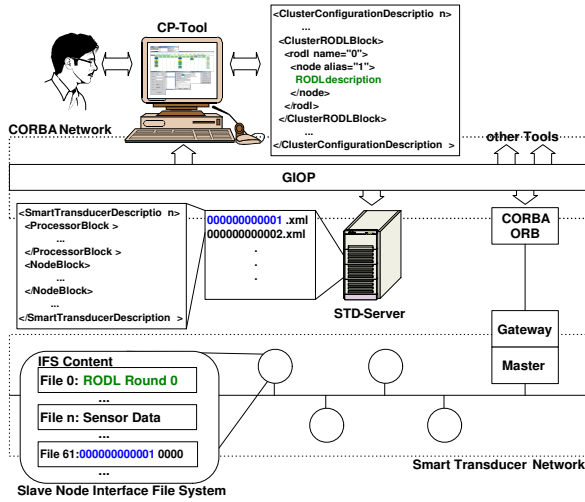 CP-Tool
<ClusterConfigurationDescriptio n>
...
<ClusterRODLBlock>
<rodl name="0">
<node alias="1">
RODLdescription
</node>
</rodl>
</ClusterRODLBlock>
...
</ClusterConfigurationDescription >
CORBA Network
other Tools
GIOP
<SmartTransducerDescriptio n>
<ProcessorBlock >
...
</ProcessorBlock >
<NodeBlock>
...
</NodeBlock>
...
</SmartTransducerDescription >
000000000001 .xml
000000000002.xml
.
.
.
STD-Server
CORBA
ORB
Gateway
Master
IFS Content
File 0: RODL Round 0
...
File n: Sensor Data
...
File 61:000000000001 0000
...
Slave Node Interface File System
Smart Transducer Network